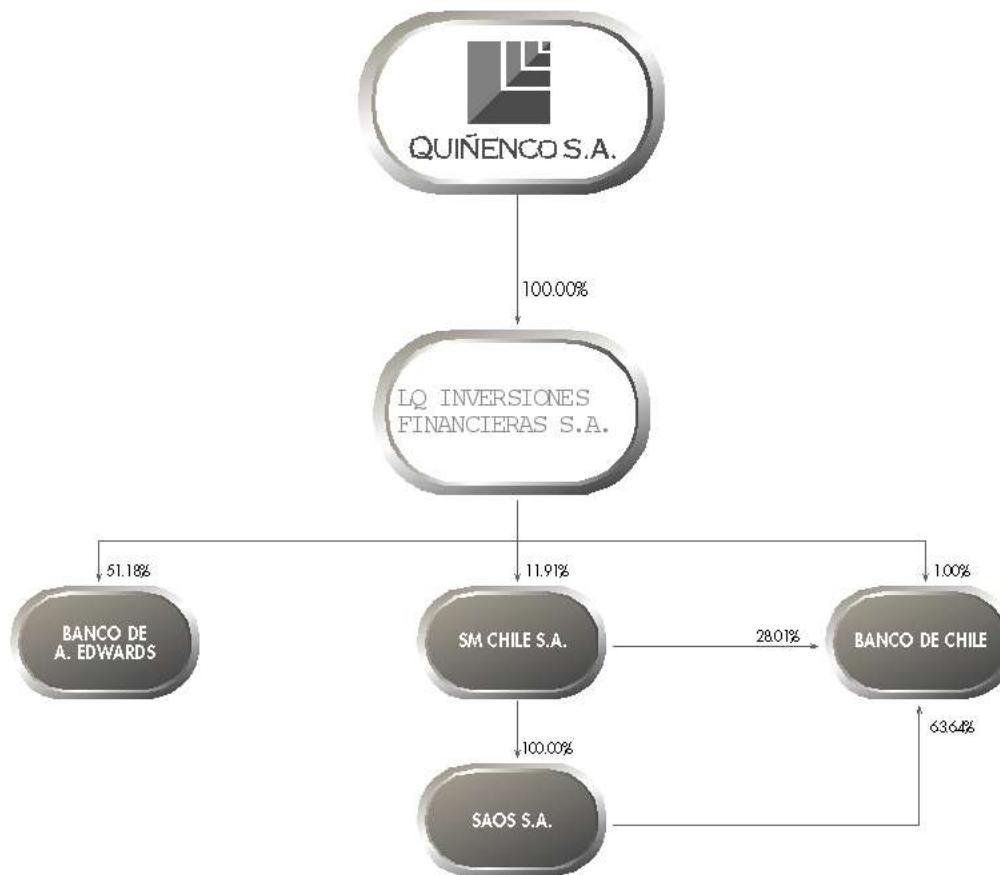 QUIÑENCO S.A.
100.00%
LQ INVERSIONES
FINANCIERAS S.A.
51.18%
11.91%
1.00%
BANCO DE
A. EDWARDS
SM CHILE S.A.
28.01%
BANCO DE CHILE
100.00%
63.64%
SAOS S.A.